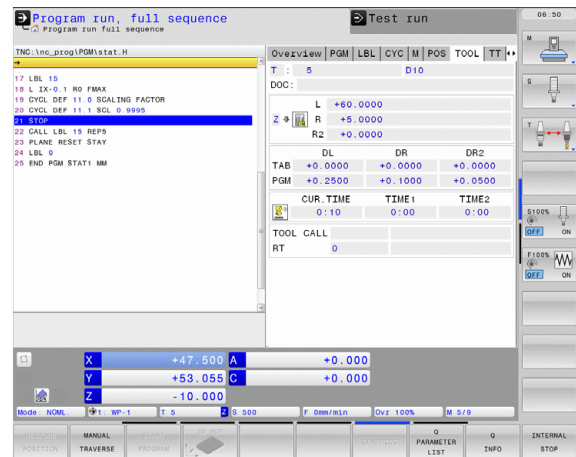 Program run, full sequence
Program run full sequence
Test run
06:50
TNC:\nc_prog\PGM\stat.H
17 LBL 15
18 L IX-0.1 R0 FMAX
19 CYCL DEF 11.0 SCALING FACTOR
20 CYCL DEF 11.1 SCL 0.9995
21 STOP
22 CALL LBL 15 REP5
23 PLANE RESET STAY
24 LBL 0
25 END PGM STAT1 MM
Overview PGM LBL CYC M POS TOOL TT
T : 5 D10
DOC:
L +60.0000
Z R +5.0000
R2 +0.0000
DL DR DR2
TAB +0.0000 +0.0000 +0.0000
PGM +0.2500 +0.1000 +0.0500
CUR.TIME TIME1 TIME2
0:10 0:00 0:00
TOOL CALL
RT 0
M
S
T
S100%
OFF ON
F100%
OFF ON
X +47.500 A +0.000
Y +53.055 C +0.000
Z -10.000
Mode: NOML. 1: WP-1 T 5 Z S 500 F 0mm/min Ovr 100% M 5/9
RESTORE POSITION
MANUAL TRAVERSE
START PROGRAM
3D ROT
Q PARAMETER LIST
Q INFO
INTERNAL STOP